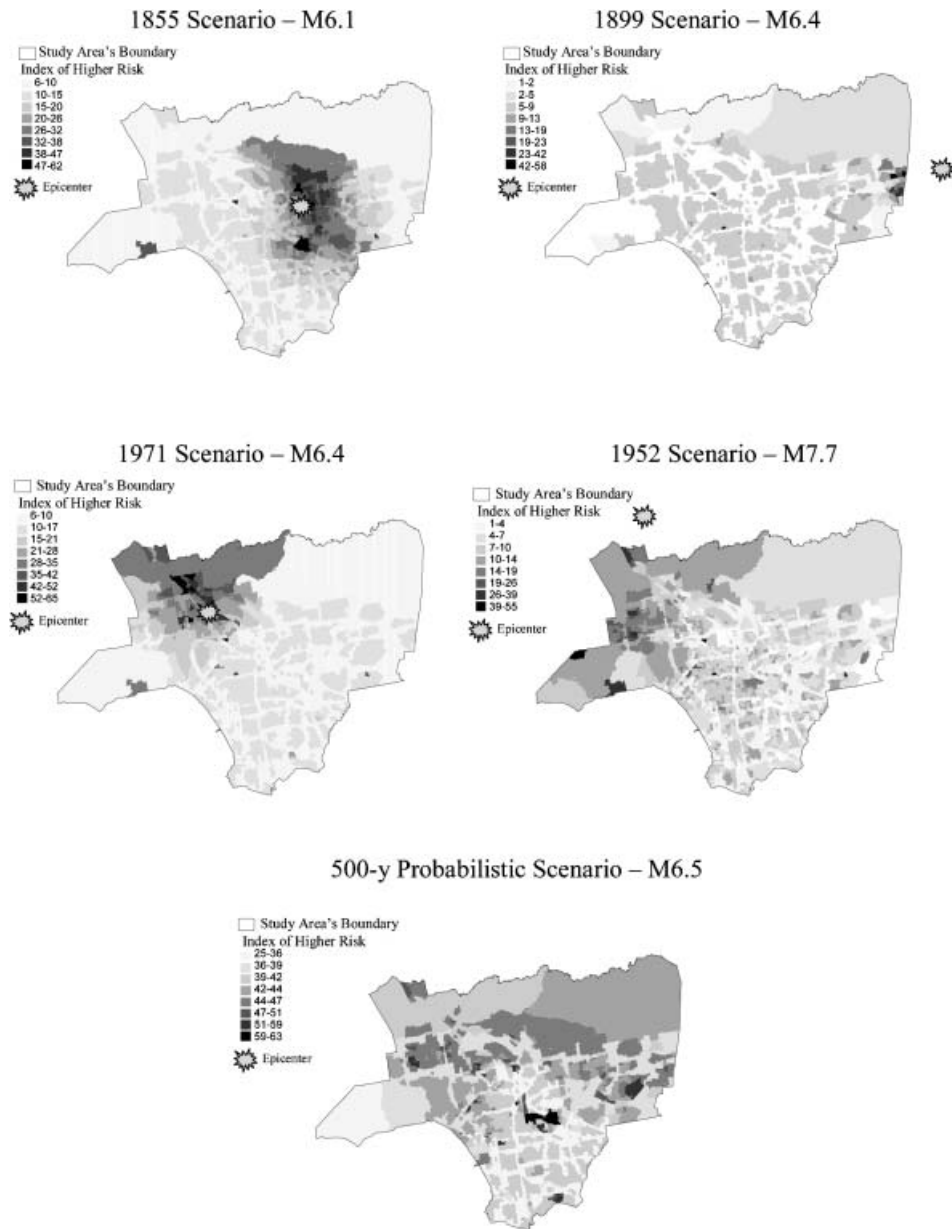 1855 Scenario – M6.1
Study Area's Boundary
Index of Higher Risk
6-10
10-15
15-20
20-26
26-32
32-38
38-47
47-62
Epicenter
1899 Scenario – M6.4
Study Area's Boundary
Index of Higher Risk
1-2
2-5
5-9
9-13
13-19
19-23
23-42
42-58
Epicenter
1971 Scenario – M6.4
Study Area's Boundary
Index of Higher Risk
6-10
10-17
15-21
21-28
28-35
35-42
42-52
52-65
Epicenter
1952 Scenario – M7.7
Study Area's Boundary
Index of Higher Risk
1-4
4-7
7-10
10-14
14-19
19-26
26-39
39-55
Epicenter
500-y Probabilistic Scenario – M6.5
Study Area's Boundary
Index of Higher Risk
25-36
36-39
39-42
42-44
44-47
47-51
51-59
59-63
Epicenter